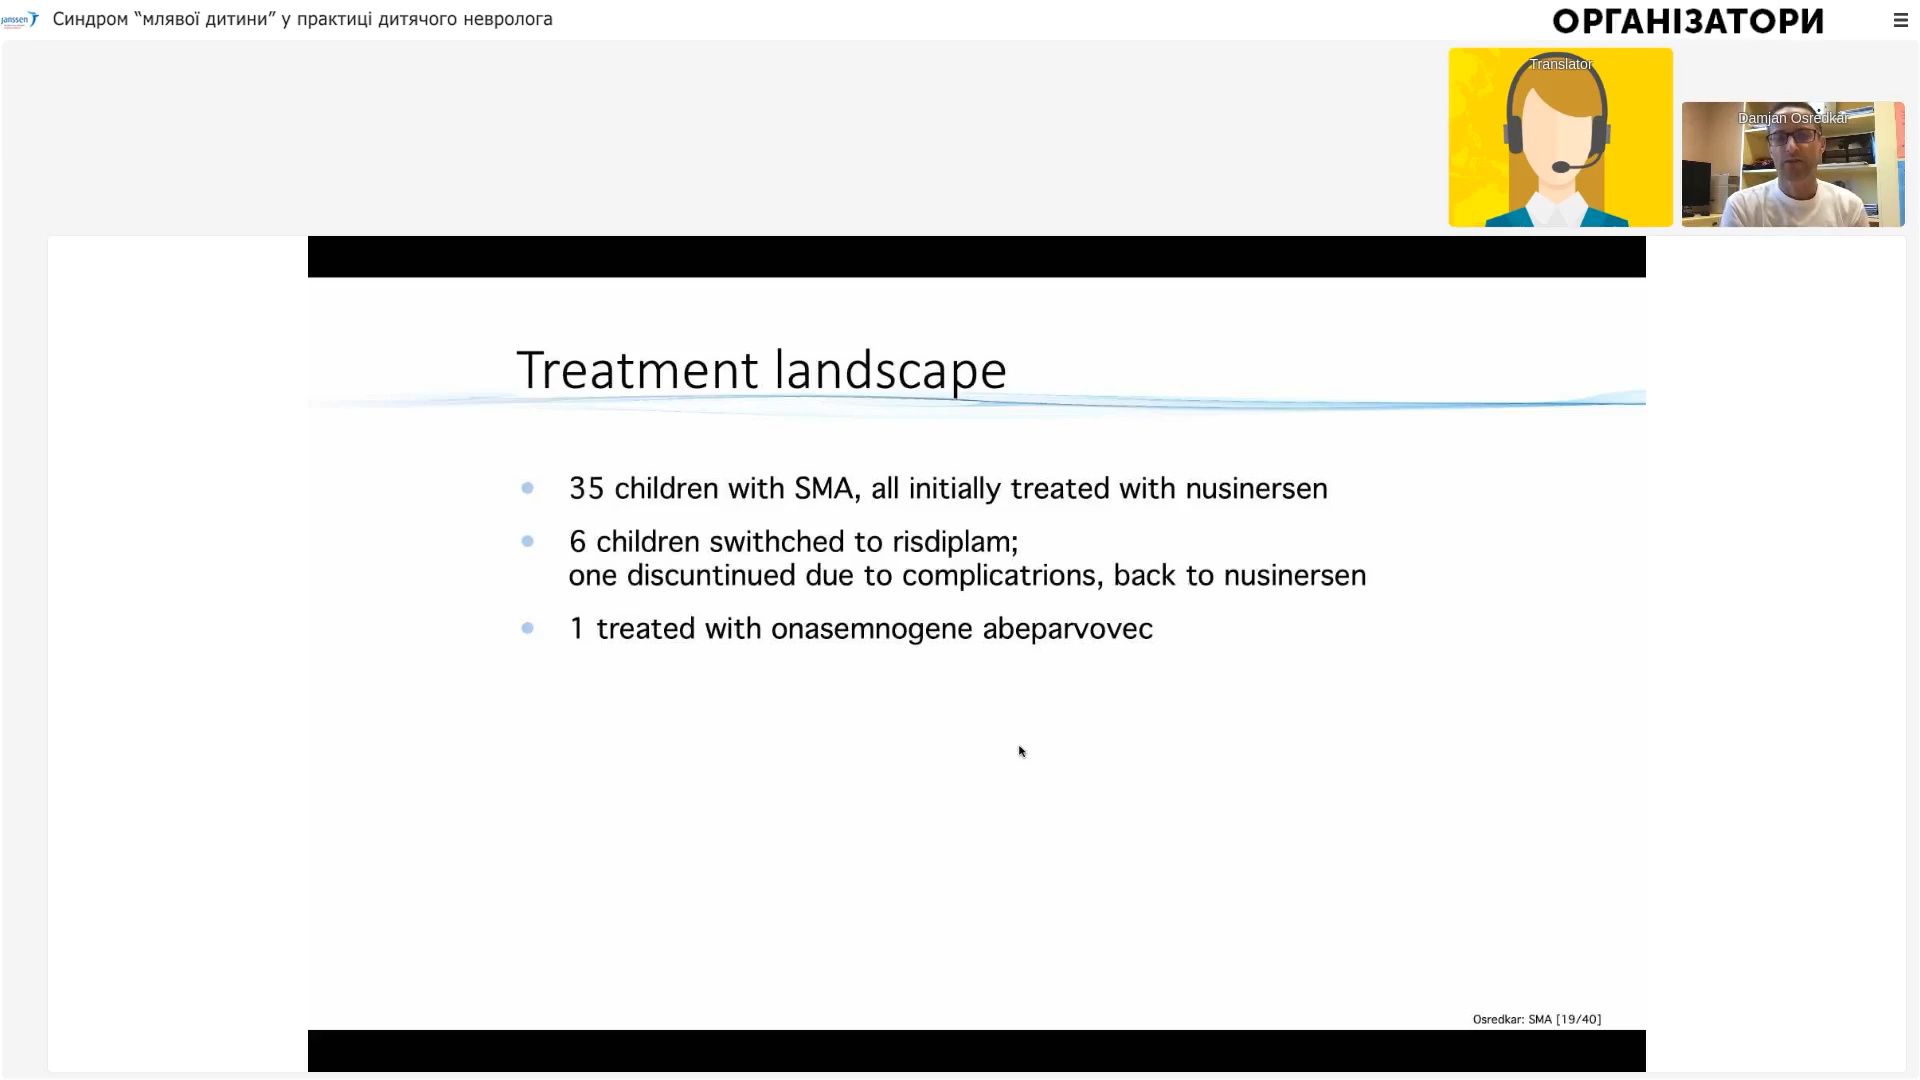 janssen
Синдром “млявої дитини” у практиці дитячого невролога
ОРГАНІЗАТОРИ
Translator
Damjan Osredkar
Treatment landscape
35 children with SMA, all initially treated with nusinersen
6 children swithched to risdiplam;
one discuntinued due to complicatrions, back to nusinersen
1 treated with onasemnogene abeparvovec
Osredkar: SMA [19/40]